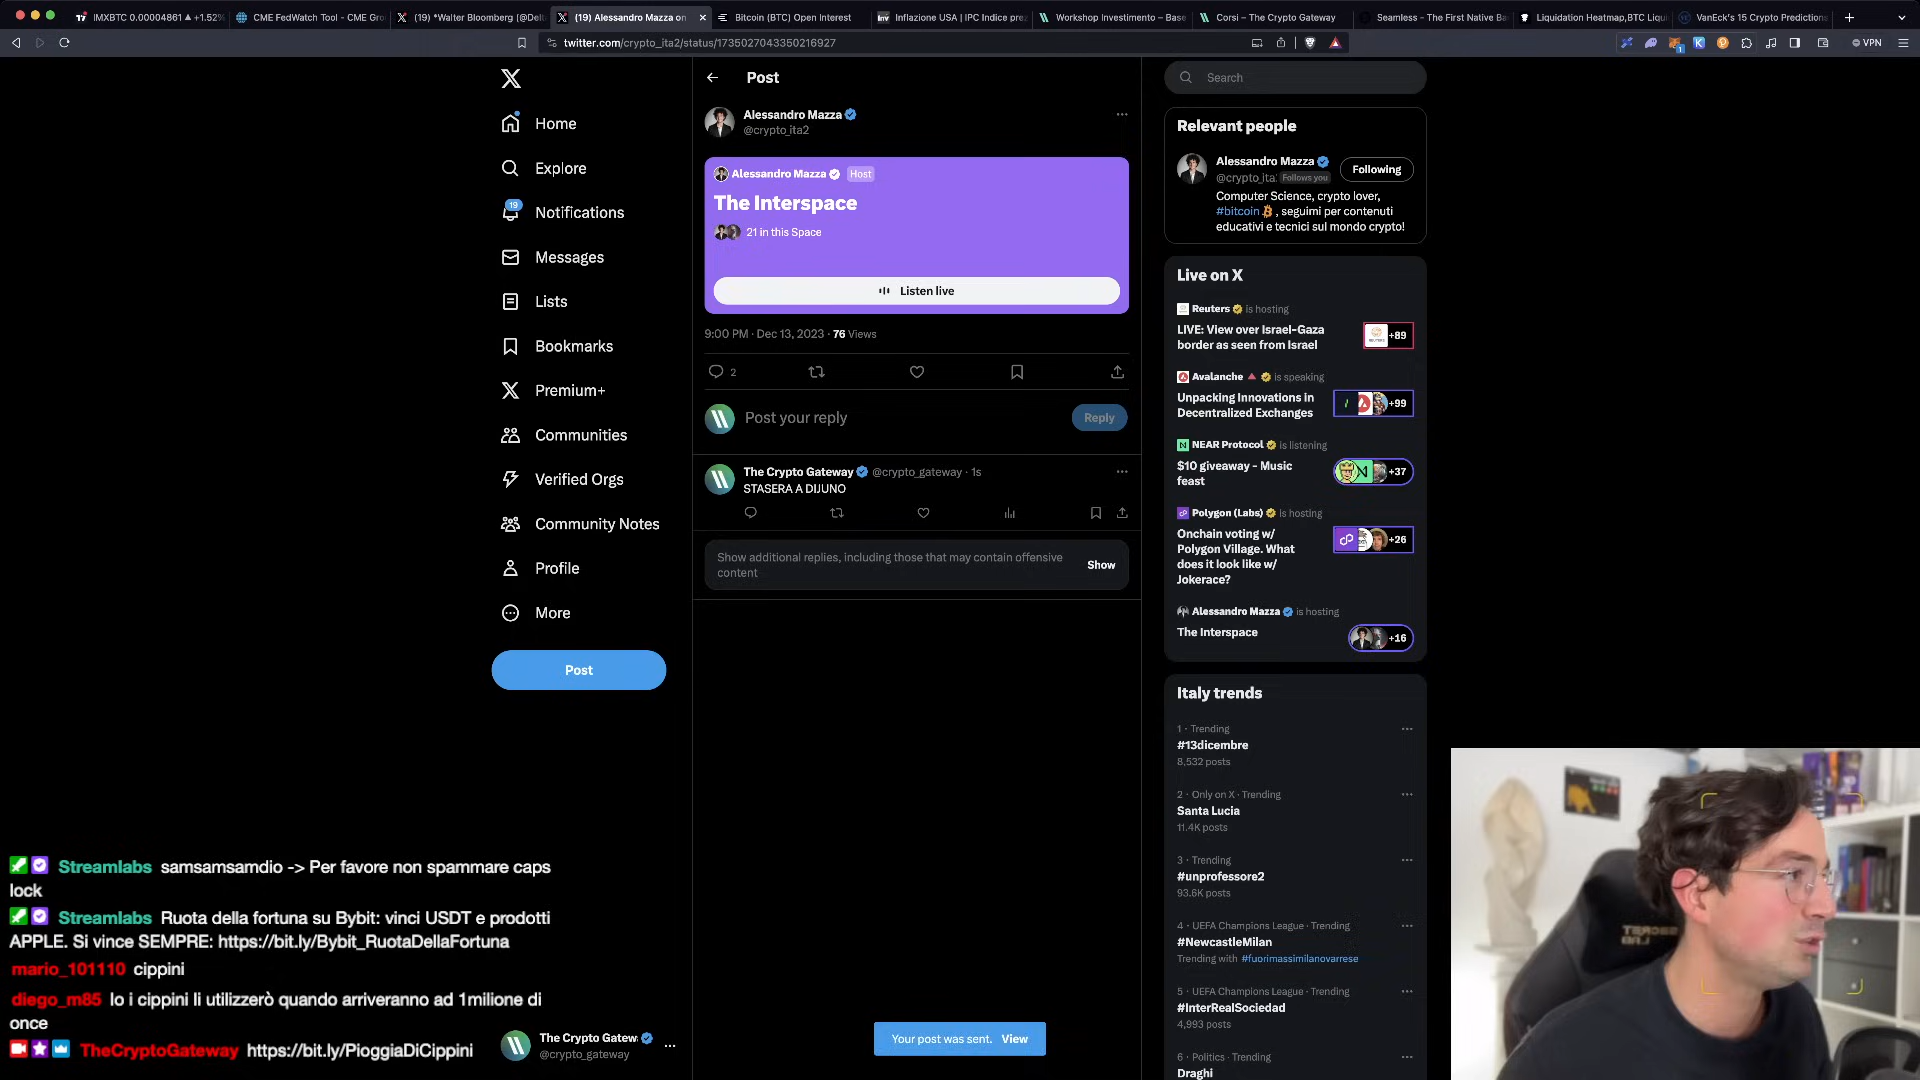 IMXBTC 0.00004861 ▲ +1.52%
CME FedWatch Tool - CME Gro
(19) *Walter Bloomberg (@Delt
(19) Alessandro Mazza on
Bitcoin (BTC) Open Interest
Inflazione USA | IPC Indice prez
Workshop Investimento – Base
Corsi – The Crypto Gateway
Seamless - The First Native Ba
Liquidation Heatmap,BTC Liqui
VanEck's 15 Crypto Predictions
twitter.com/crypto_ita2/status/1735027043350216927
VPN
Home
Explore
19
Notifications
Messages
Lists
Bookmarks
Premium+
Communities
Verified Orgs
Community Notes
Profile
More
Post
The Crypto Gatew
@crypto_gateway
Post
Alessandro Mazza
@crypto_ita2
Alessandro Mazza Host
The Interspace
21 in this Space
Listen live
9:00 PM · Dec 13, 2023 · 76 Views
2
Post your reply
Reply
The Crypto Gateway @crypto_gateway · 1s
STASERA A DIJUNO
Show additional replies, including those that may contain offensive
content
Show
Your post was sent. View
Search
Relevant people
Alessandro Mazza
@crypto_ita Follows you
Following
Computer Science, crypto lover,
#bitcoin , seguimi per contenuti
educativi e tecnici sul mondo crypto!
Live on X
Reuters is hosting
LIVE: View over Israel-Gaza
border as seen from Israel
+89
Avalanche is speaking
Unpacking Innovations in
Decentralized Exchanges
+99
NEAR Protocol is listening
$10 giveaway - Music
feast
+37
Polygon (Labs) is hosting
Onchain voting w/
Polygon Village. What
does it look like w/
Jokerace?
+26
Alessandro Mazza is hosting
The Interspace
+16
Italy trends
1 · Trending
#13dicembre
8,532 posts
2 · Only on X · Trending
Santa Lucia
11.4K posts
3 · Trending
#unprofessore2
93.6K posts
4 · UEFA Champions League · Trending
#NewcastleMilan
Trending with #fuorimassimilanovarrese
5 · UEFA Champions League · Trending
#InterRealSociedad
4,993 posts
6 · Politics · Trending
Draghi
Streamlabs samsamsamdio -> Per favore non spammare caps
lock
Streamlabs Ruota della fortuna su Bybit: vinci USDT e prodotti
APPLE. Si vince SEMPRE: https://bit.ly/Bybit_RuotaDellaFortuna
mario_101110 cippini
diego_m85 Io i cippini li utilizzerò quando arriveranno ad 1milione di
once
TheCryptoGateway https://bit.ly/PioggiaDiCippini
SECRET
LAB